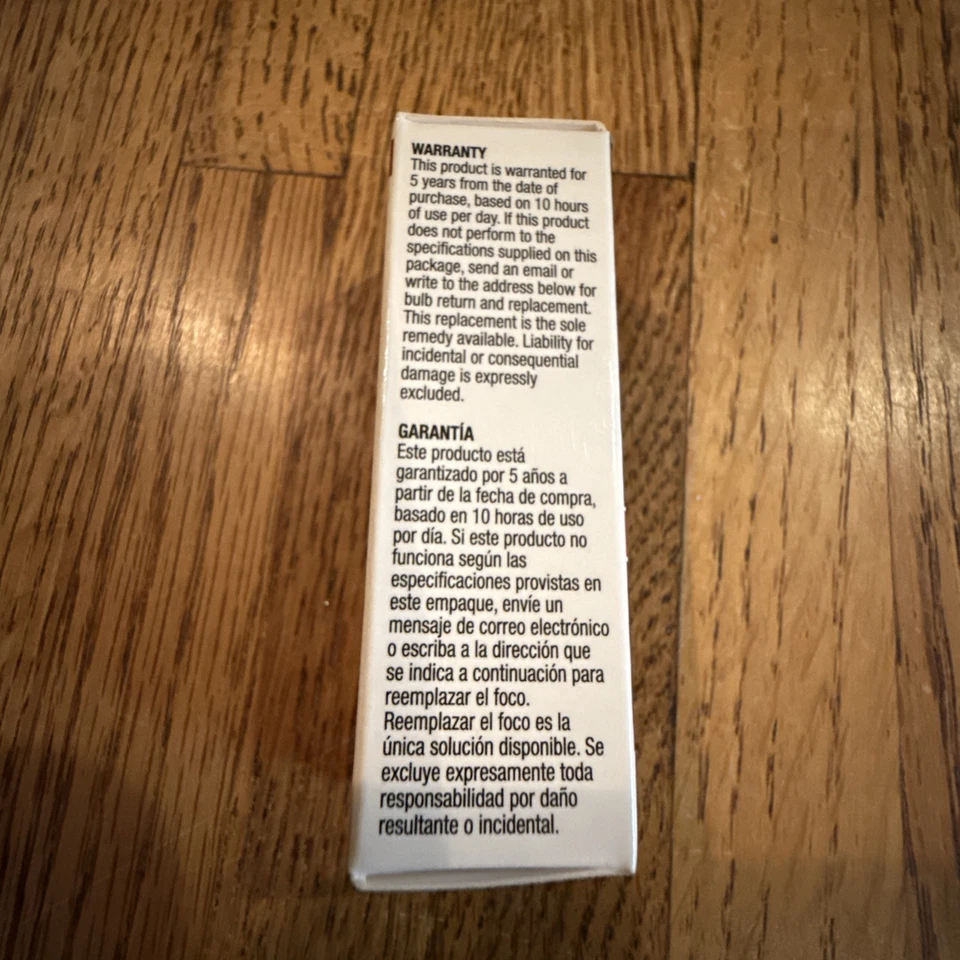 WARRANTY
This product is warranted for
5 years from the date of
purchase, based on 10 hours
of use per day. If this product
does not perform to the
specifications supplied on this
package, send an email or
write to the address below for
bulb return and replacement.
This replacement is the sole
remedy available. Liability for
incidental or consequential
damage is expressly
excluded.
GARANTÍA
Este producto está
garantizado por 5 años a
partir de la fecha de compra,
basado en 10 horas de uso
por día. Si este producto no
funciona según las
especificaciones provistas en
este empaque, envíe un
mensaje de correo electrónico
o escriba a la dirección que
se indica a continuación para
reemplazar el foco.
Reemplazar el foco es la
única solución disponible. Se
excluye expresamente toda
responsabilidad por daño
resultante o incidental.